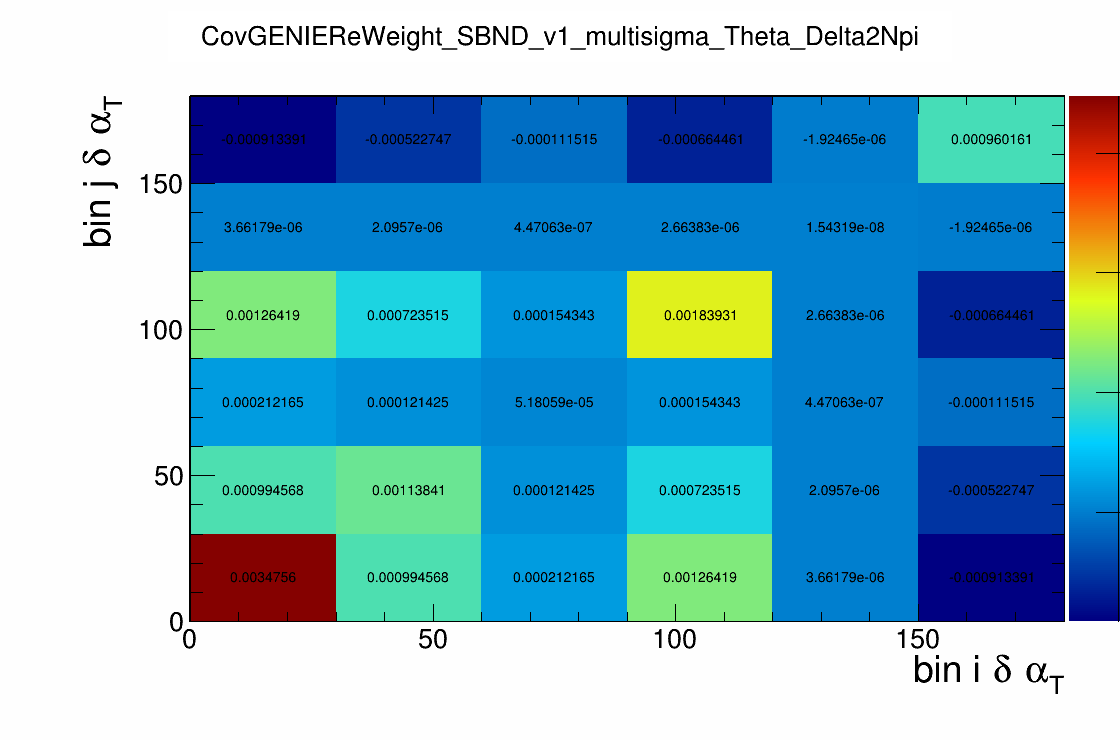 CovGENIEReWeight_SBND_v1_multisigma_Theta_Delta2Npi
bin j δ α_T
150
100
50
0
-0.000913391 -0.000522747 -0.000111515 -0.000664461 -1.92465e-06 0.000960161
3.66179e-06 2.0957e-06 4.47063e-07 2.66383e-06 1.54319e-08 -1.92465e-06
0.00126419 0.000723515 0.000154343 0.00183931 2.66383e-06 -0.000664461
0.000212165 0.000121425 5.18059e-05 0.000154343 4.47063e-07 -0.000111515
0.000994568 0.00113841 0.000121425 0.000723515 2.0957e-06 -0.000522747
0.0034756 0.000994568 0.000212165 0.00126419 3.66179e-06 -0.000913391
0 50 100 150
bin i δ α_T